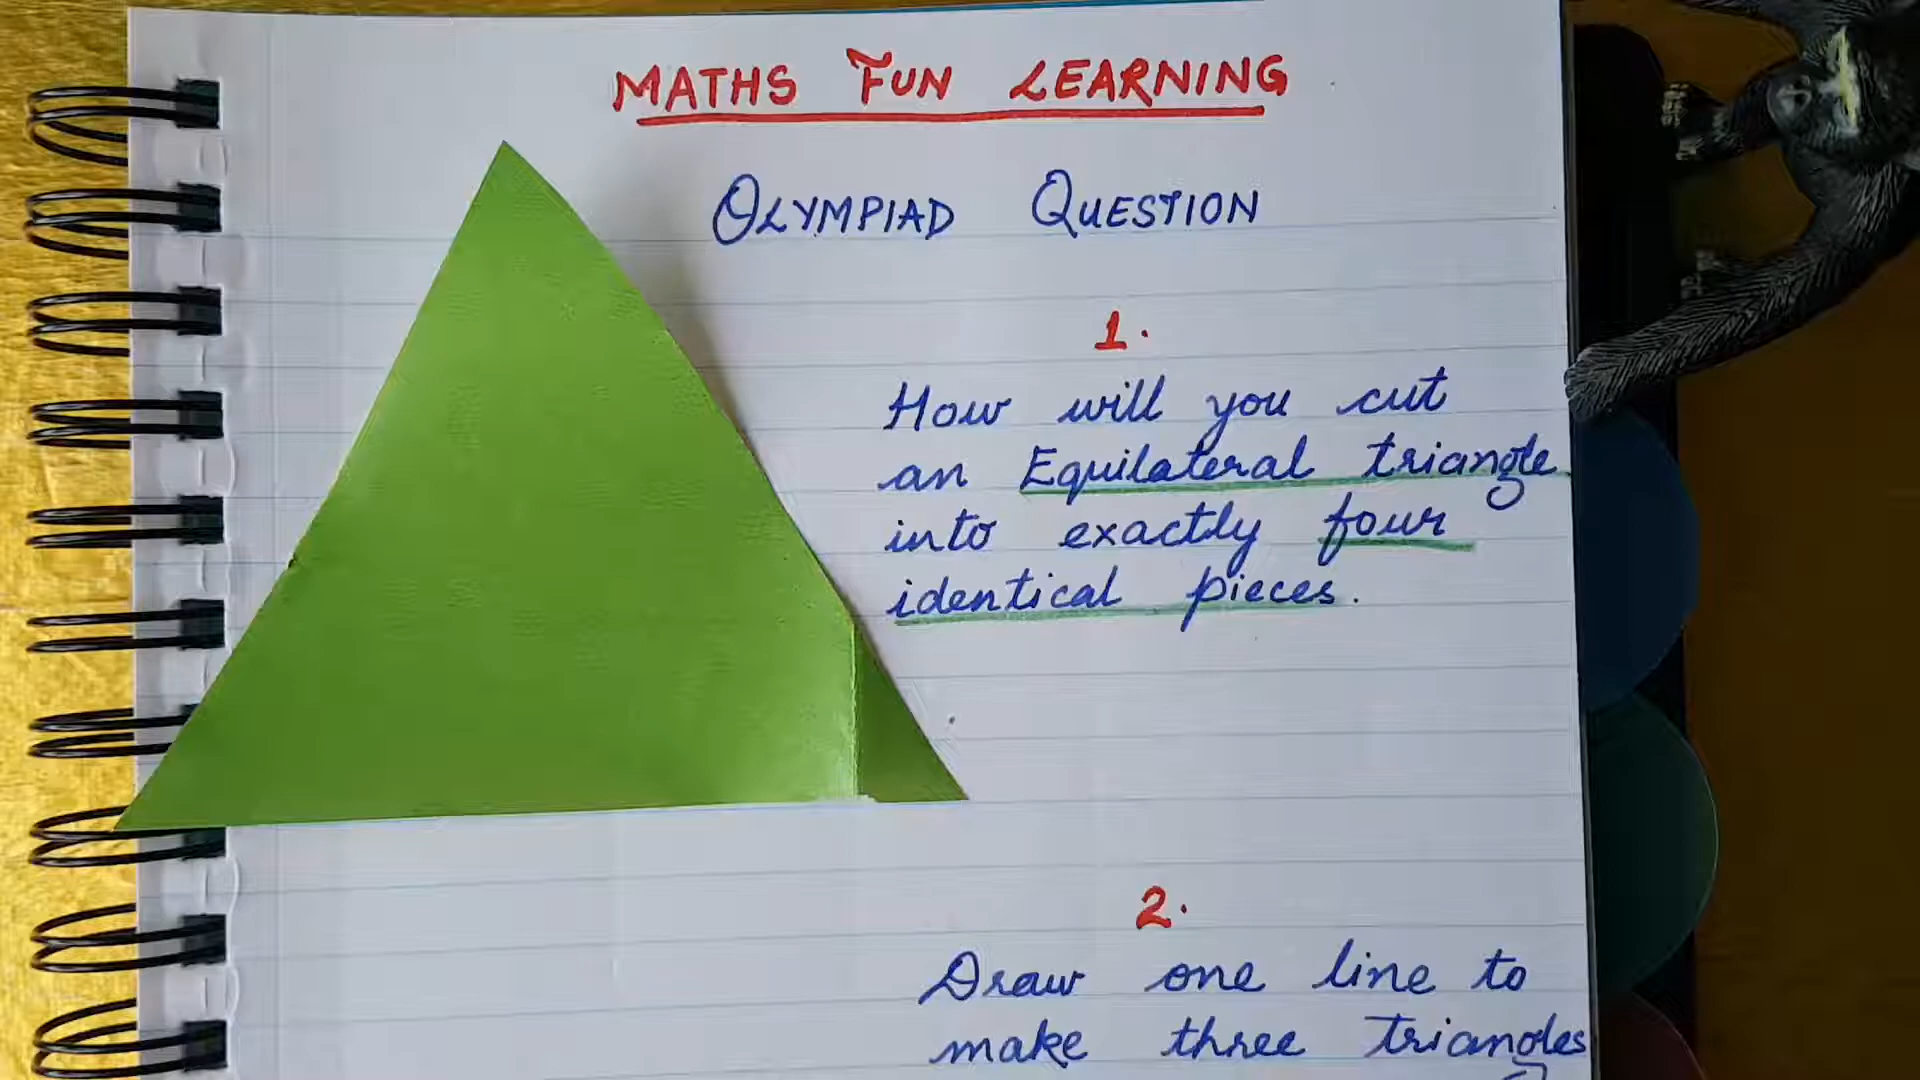 MATHS FUN LEARNING
OLYMPIAD QUESTION
1.
How will you cut
an Equilateral triangle
into exactly four
identical pieces.
2.
Draw one line to
make three triangles